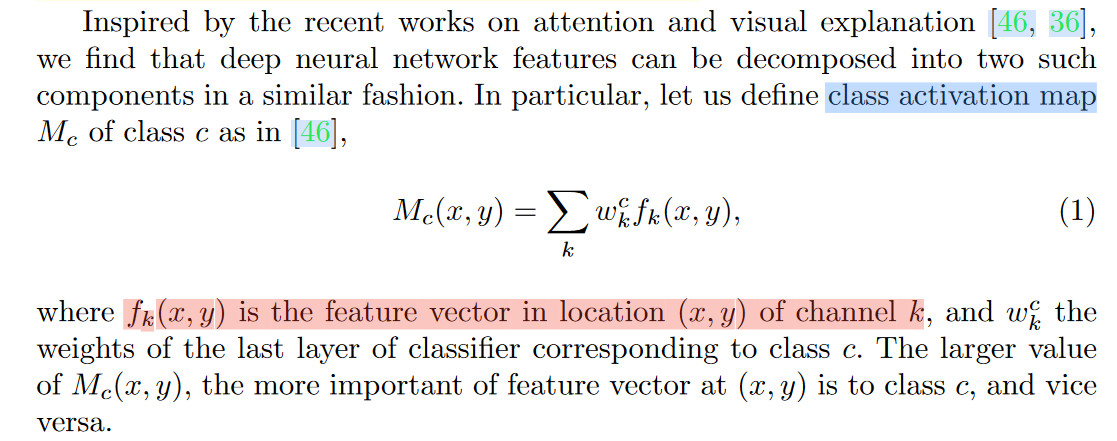 Inspired by the recent works on attention and visual explanation [46, 36],
we find that deep neural network features can be decomposed into two such
components in a similar fashion. In particular, let us define class activation map
M_c of class c as in [46],
M_c(x, y) = ∑_k w_k^c f_k(x, y), (1)
where f_k(x, y) is the feature vector in location (x, y) of channel k, and w_k^c the
weights of the last layer of classifier corresponding to class c. The larger value
of M_c(x, y), the more important of feature vector at (x, y) is to class c, and vice
versa.